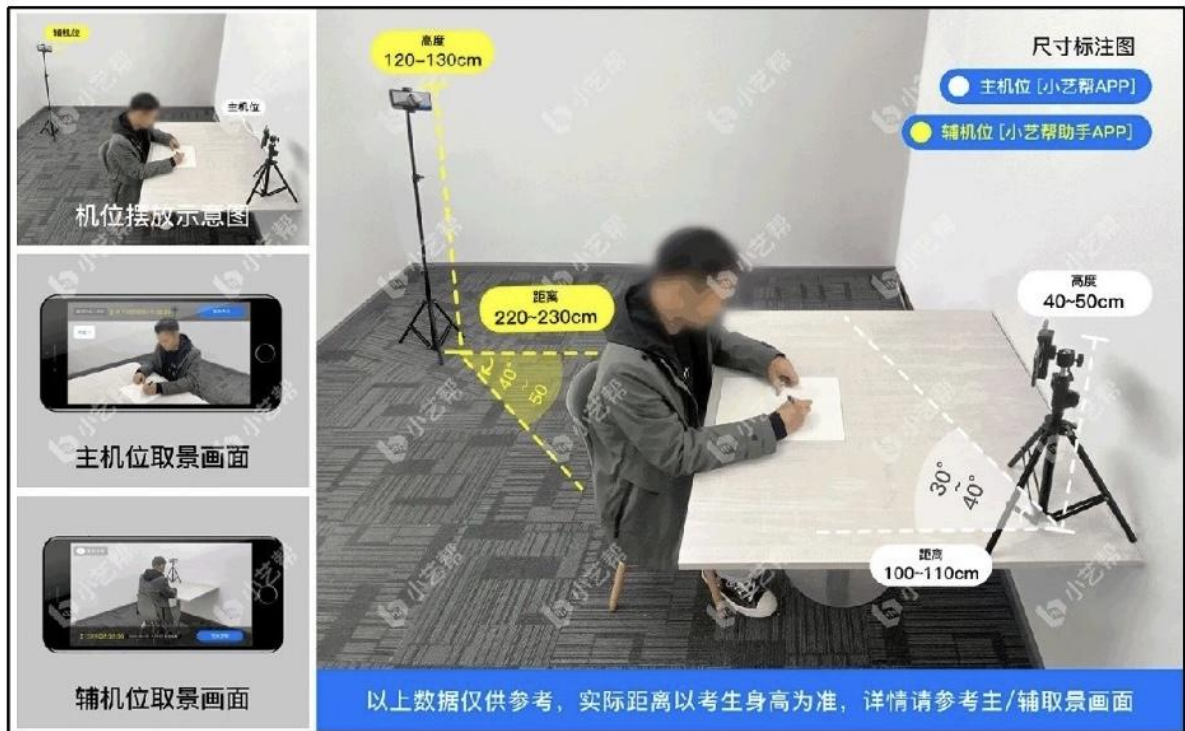 辅机位
主机位
机位摆放示意图
主机位取景画面
辅机位取景画面
高度
120-130cm
尺寸标注图
主机位 [小艺帮APP]
辅机位 [小艺帮助手APP]
距离
220~230cm
40°
~
50
高度
40~50cm
30°
~
40°
距离
100~110cm
以上数据仅供参考，实际距离以考生身高为准，详情请参考主/辅取景画面
小艺帮